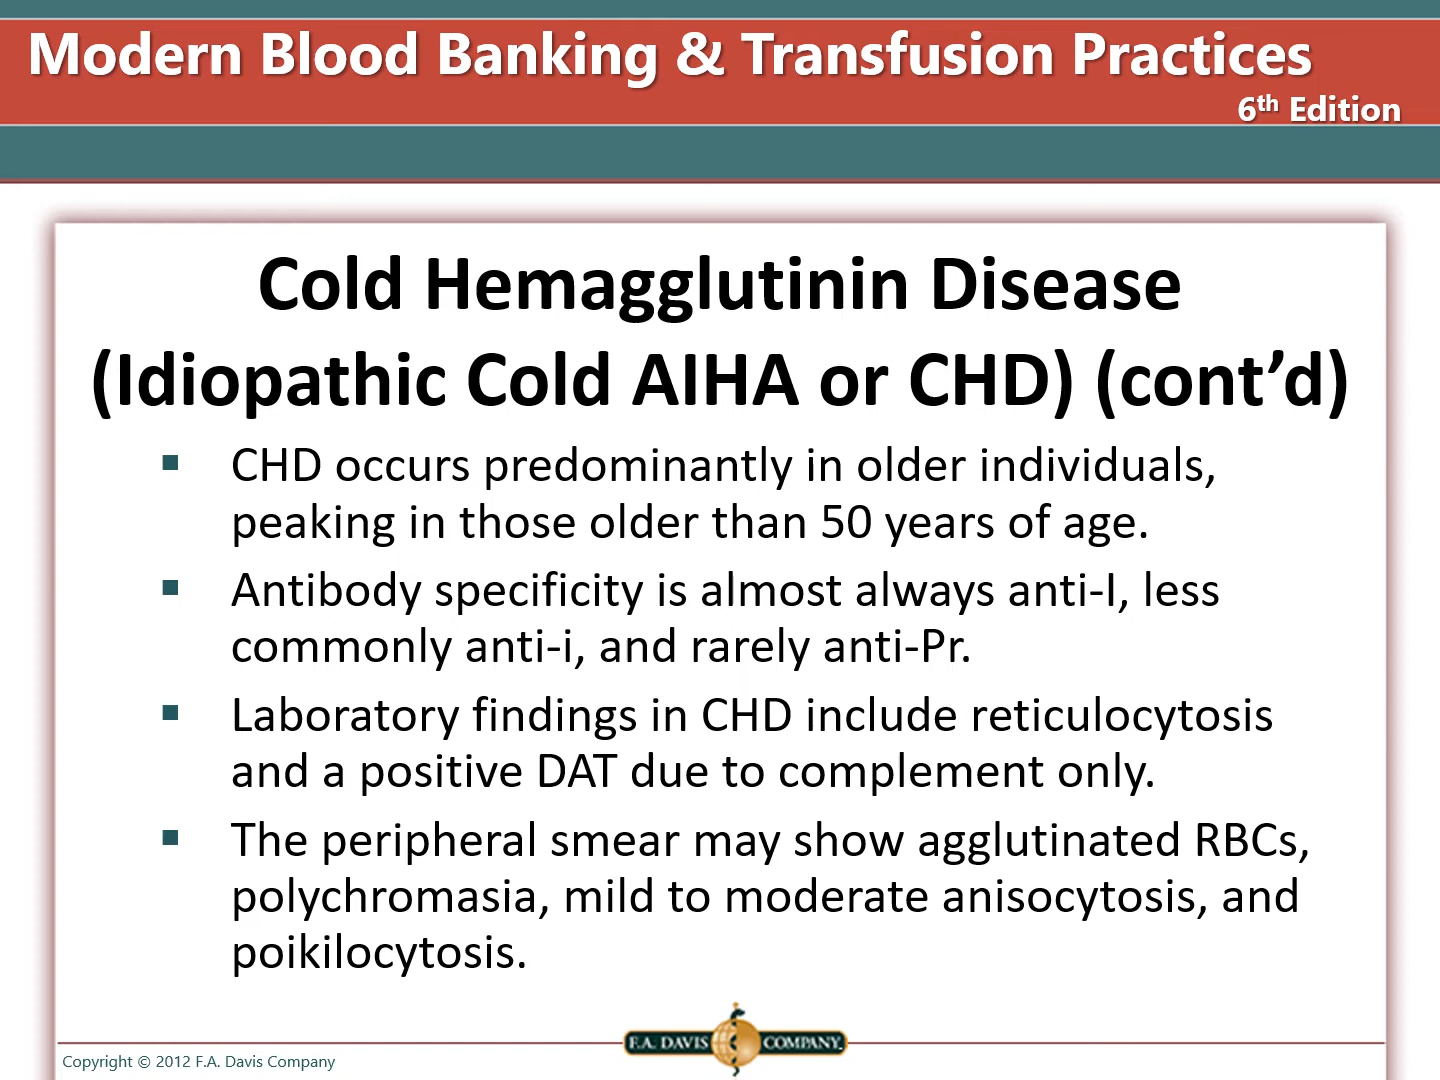 Modern Blood Banking & Transfusion Practices
6th Edition
Cold Hemagglutinin Disease
(Idiopathic Cold AIHA or CHD) (cont’d)
▪ CHD occurs predominantly in older individuals,
peaking in those older than 50 years of age.
▪ Antibody specificity is almost always anti-I, less
commonly anti-i, and rarely anti-Pr.
▪ Laboratory findings in CHD include reticulocytosis
and a positive DAT due to complement only.
▪ The peripheral smear may show agglutinated RBCs,
polychromasia, mild to moderate anisocytosis, and
poikilocytosis.
F.A. DAVIS COMPANY
Copyright © 2012 F.A. Davis Company